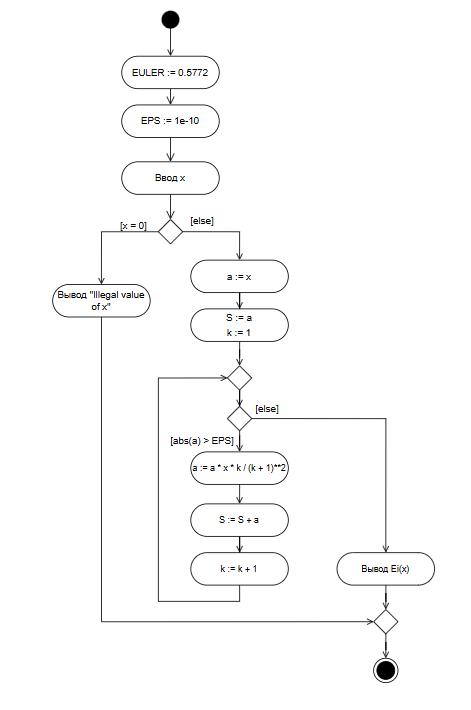 EULER := 0.5772
EPS := 1e-10
Ввод x
[x = 0]
[else]
Вывод "Illegal value
of x"
a := x
S := a
k := 1
[else]
[abs(a) > EPS]
a := a * x * k / (k + 1)**2
S := S + a
k := k + 1
Вывод Ei(x)